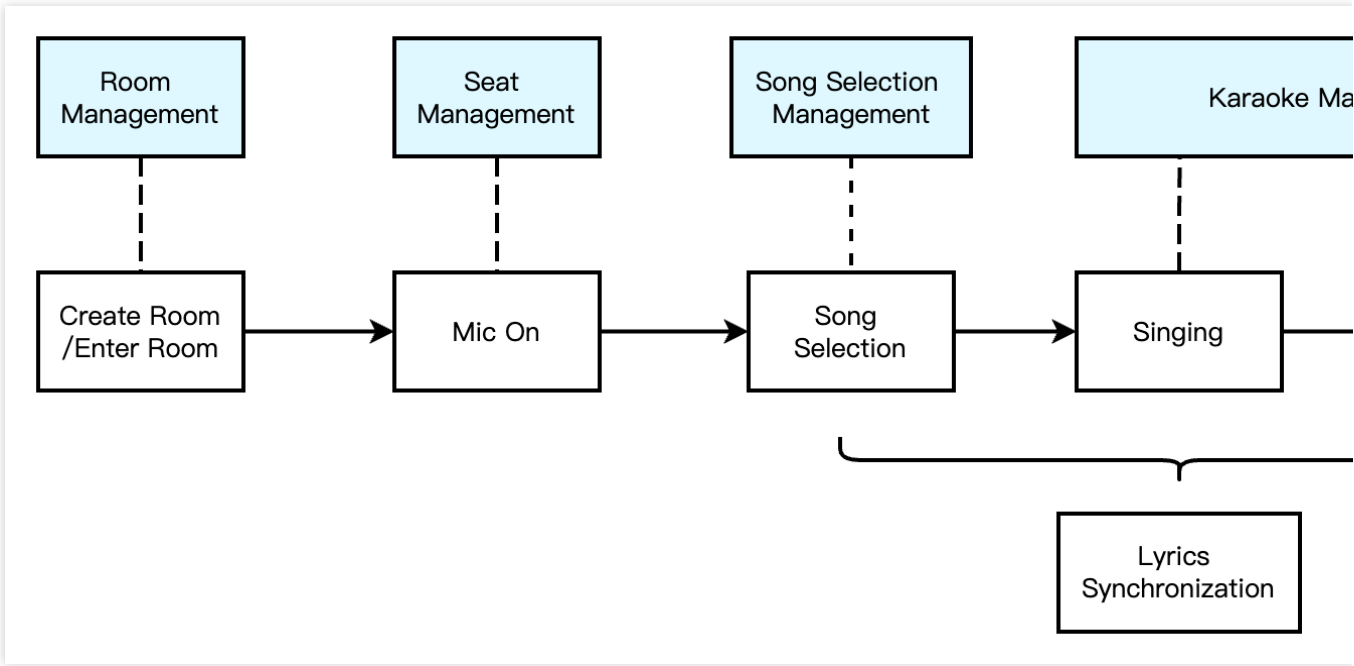 Room
Management
Seat
Management
Song Selection
Management
Karaoke Ma
Create Room
/Enter Room
Mic On
Song
Selection
Singing
Lyrics
Synchronization